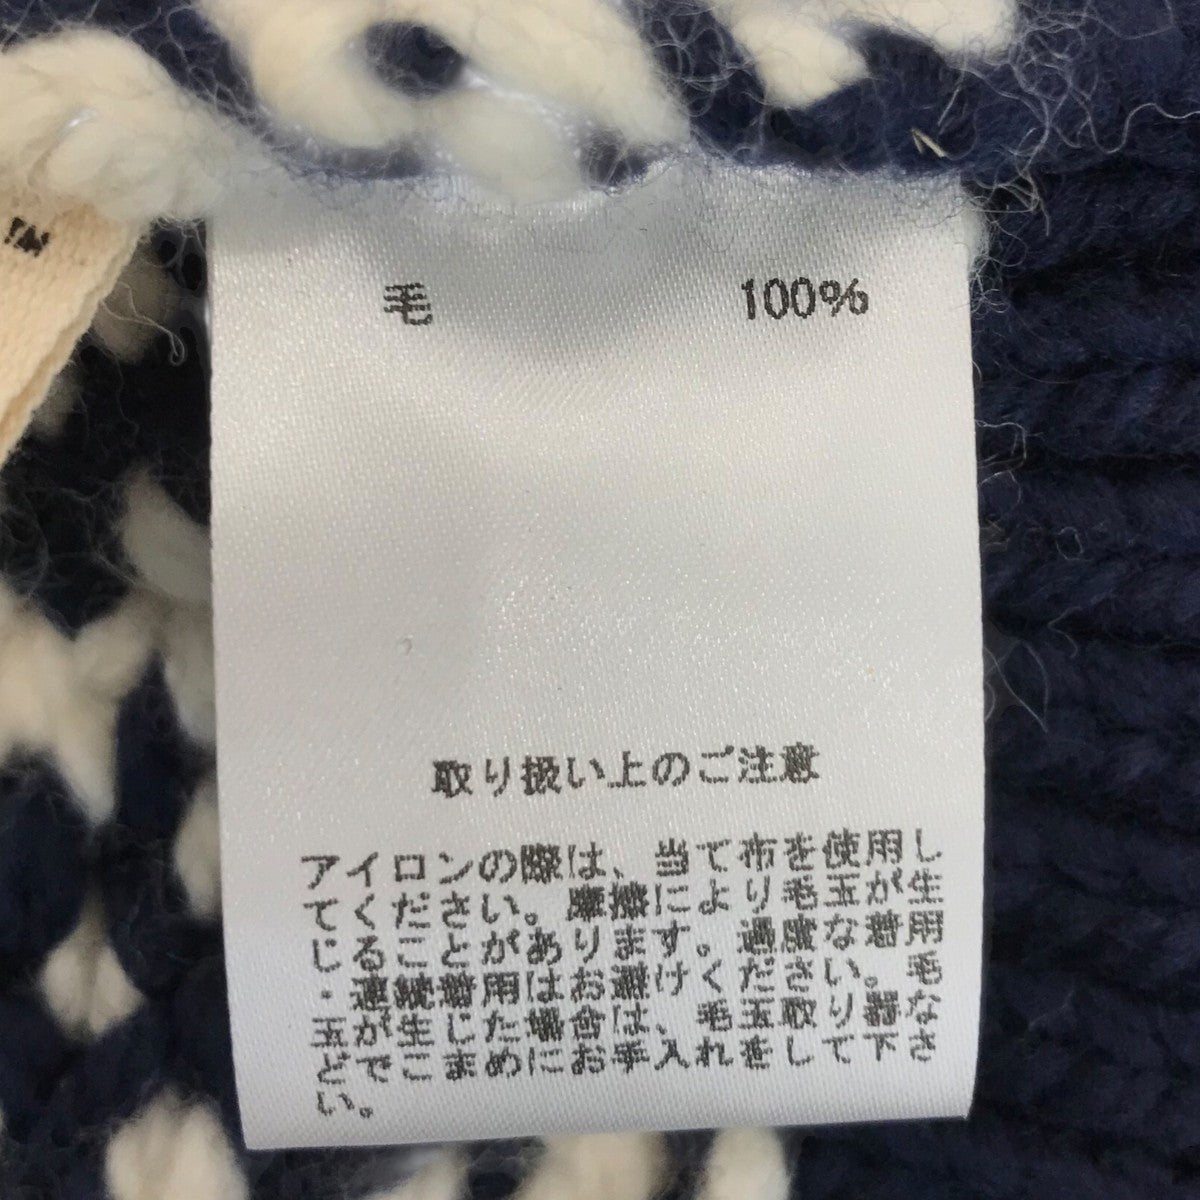 TM
毛 100%
取り扱い上のご注意
アイロンの際は、当て布を使用し
てください。摩擦により毛玉が生
じることがあります。過度な着用
・連続着用はお避けください。毛
玉が生じた場合は、毛玉取り器な
どでこまめにお手入れをして下さ
い。